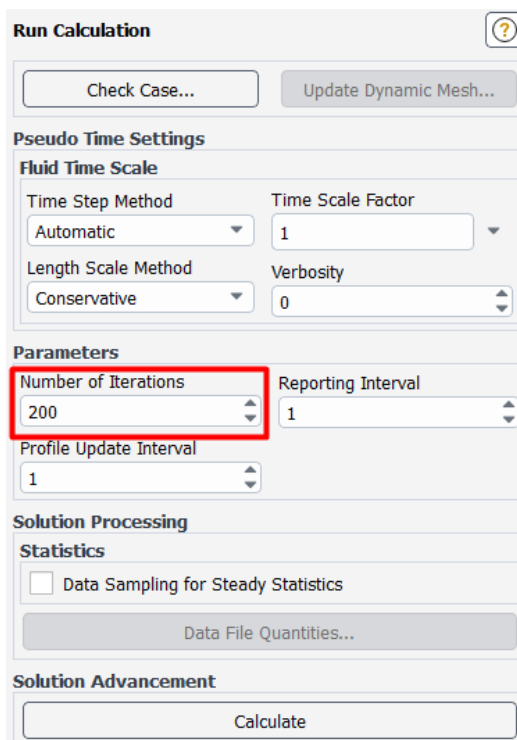 Run Calculation
?
Check Case... Update Dynamic Mesh...
Pseudo Time Settings
Fluid Time Scale
Time Step Method Time Scale Factor
Automatic 1
Length Scale Method Verbosity
Conservative 0
Parameters
Number of Iterations Reporting Interval
200 1
Profile Update Interval
1
Solution Processing
Statistics
Data Sampling for Steady Statistics
Data File Quantities...
Solution Advancement
Calculate